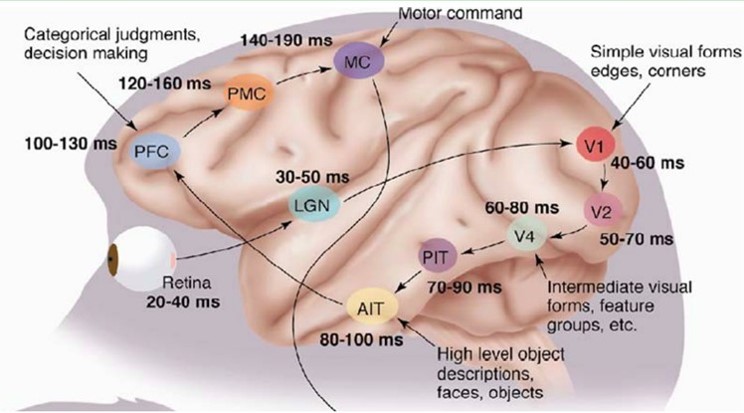 Motor command
Categorical judgments,
decision making
140-190 ms
MC
Simple visual forms
edges, corners
120-160 ms
PMC
100-130 ms
PFC
V1
40-60 ms
30-50 ms
LGN
60-80 ms
V4
V2
50-70 ms
PIT
70-90 ms
Retina
20-40 ms
Intermediate visual
forms, feature
groups, etc.
AIT
80-100 ms
High level object
descriptions,
faces, objects